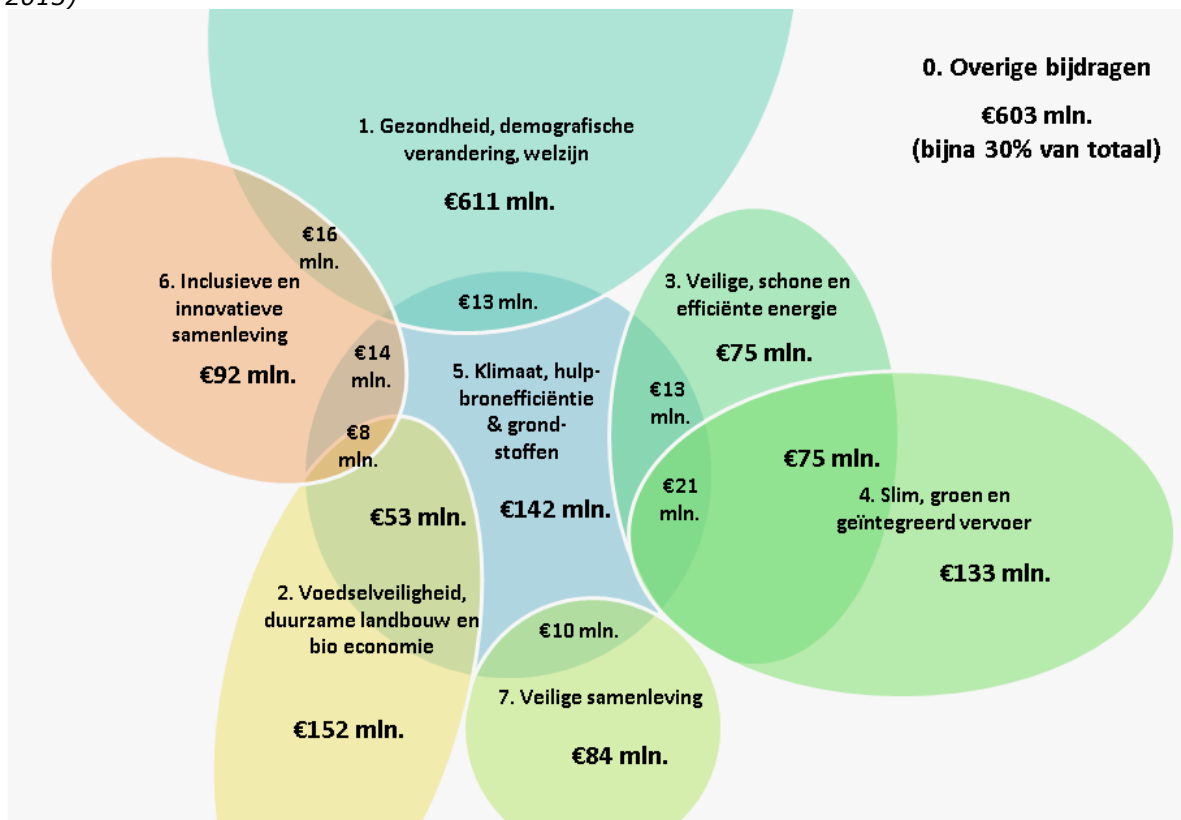 2015)
0. Overige bijdragen
€603 mln.
(bijna 30% van totaal)
1. Gezondheid, demografische
verandering, welzijn
€611 mln.
€16
mln.
6. Inclusieve en
innovatieve
samenleving
€92 mln.
€13 mln.
3. Veilige, schone en
efficiënte energie
€75 mln.
€14
mln.
5. Klimaat, hulp-
bronefficiëntie
& grond-
stoffen
€142 mln.
€13
mln.
€8
mln.
€75 mln.
€21
mln.
4. Slim, groen en
geïntegreerd vervoer
€133 mln.
€53 mln.
2. Voedselveiligheid,
duurzame landbouw en
bio economie
€152 mln.
€10 mln.
7. Veilige samenleving
€84 mln.